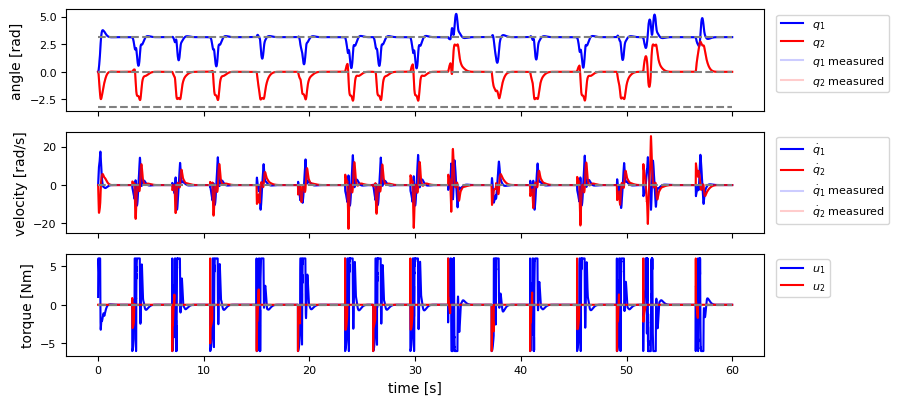 angle [rad]
5.0
2.5
0.0
−2.5
q₁
q₂
q₁ measured
q₂ measured
velocity [rad/s]
20
0
−20
q̇₁
q̇₂
q̇₁ measured
q̇₂ measured
torque [Nm]
5
0
−5
u₁
u₂
0 10 20 30 40 50 60
time [s]